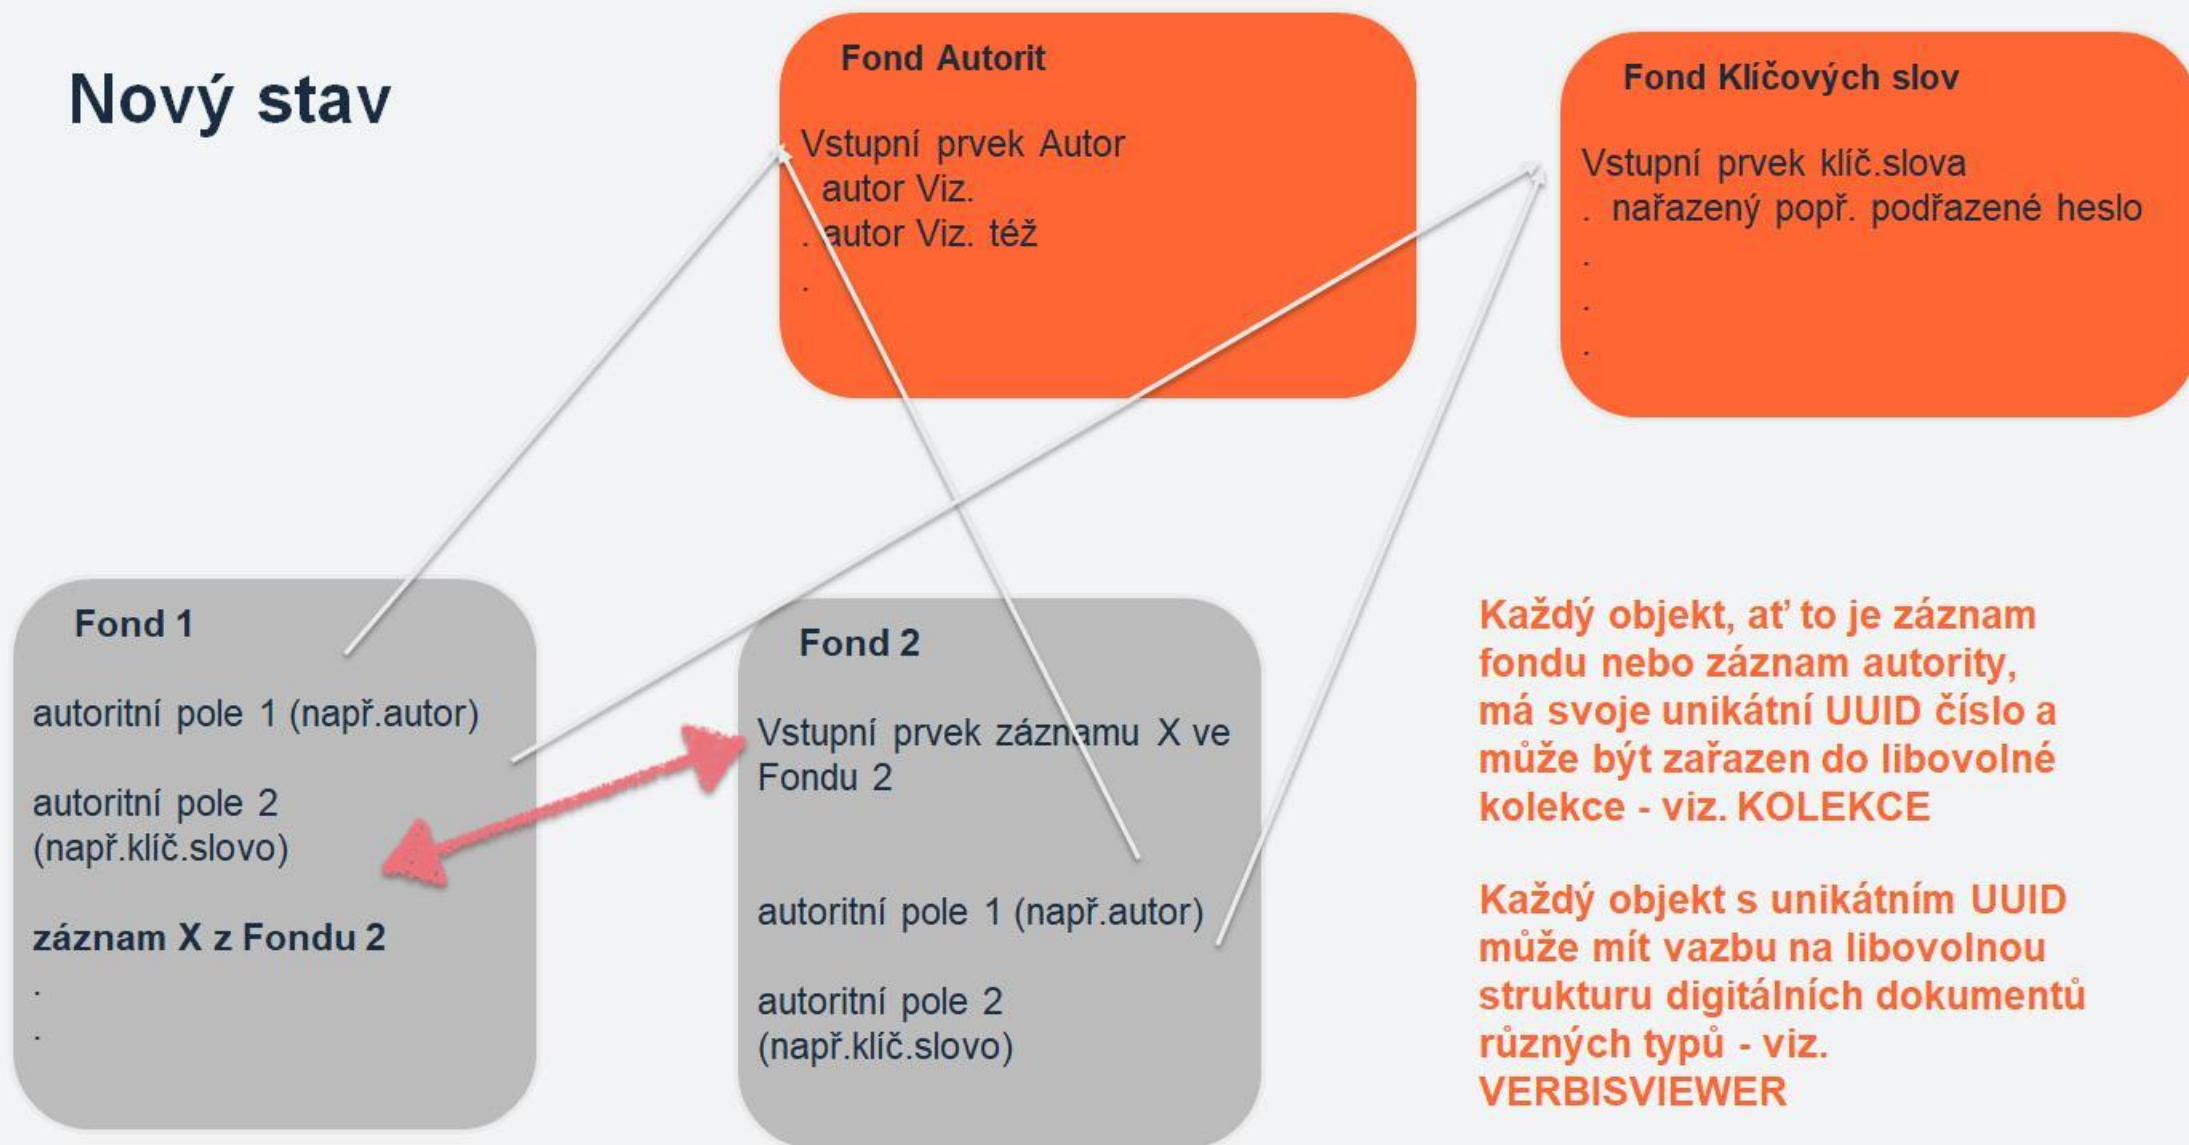 Nový stav
Fond Autorit
Vstupní prvek Autor
autor Viz.
. autor Viz. též
.
Fond Klíčových slov
Vstupní prvek klíč.slova
. nařazený popř. podřazené heslo
.
.
.
Fond 1
autoritní pole 1 (např.autor)
autoritní pole 2
(např.klíč.slovo)
záznam X z Fondu 2
.
.
Fond 2
Vstupní prvek záznamu X ve
Fondu 2
autoritní pole 1 (např.autor)
autoritní pole 2
(např.klíč.slovo)
Každý objekt, ať to je záznam
fondu nebo záznam autority,
má svoje unikátní UUID číslo a
může být zařazen do libovolné
kolekce - viz. KOLEKCE
Každý objekt s unikátním UUID
může mít vazbu na libovolnou
strukturu digitálních dokumentů
různých typů - viz.
VERBISVIEWER